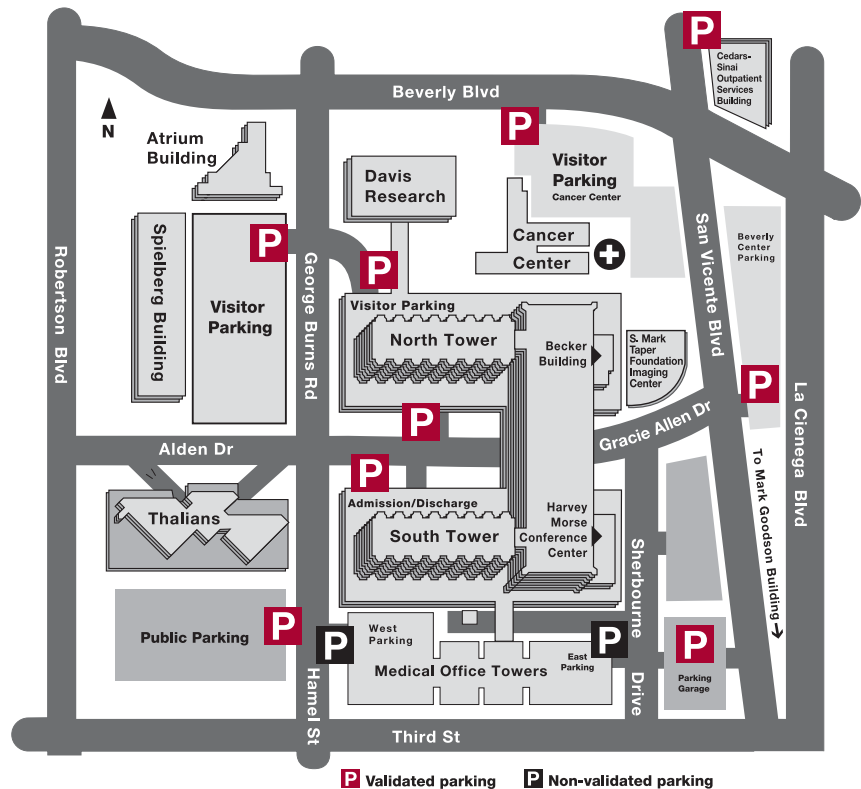 P
Cedars-
Sinai
Outpatient
Services
Building
Beverly Blvd
N
P
Atrium
Building
Davis
Research
Visitor
Parking
Cancer Center
Cancer
Center
San Vicente Blvd
Beverly
Center
Parking
Robertson Blvd
Spielberg Building
P
Visitor
Parking
George Burns Rd
P
Visitor Parking
North Tower
Becker
Building
S. Mark
Taper
Foundation
Imaging
Center
P
La Cienega Blvd
P
Gracie Allen Dr
Alden Dr
P
Admission/Discharge
South Tower
Harvey
Morse
Conference
Center
Thalians
To Mark Goodson Building
Sherbourne Drive
Public Parking
P
P
West
Parking
Medical Office Towers
East
Parking
P
P
Parking
Garage
Hamel St
Third St
P Validated parking
P Non-validated parking